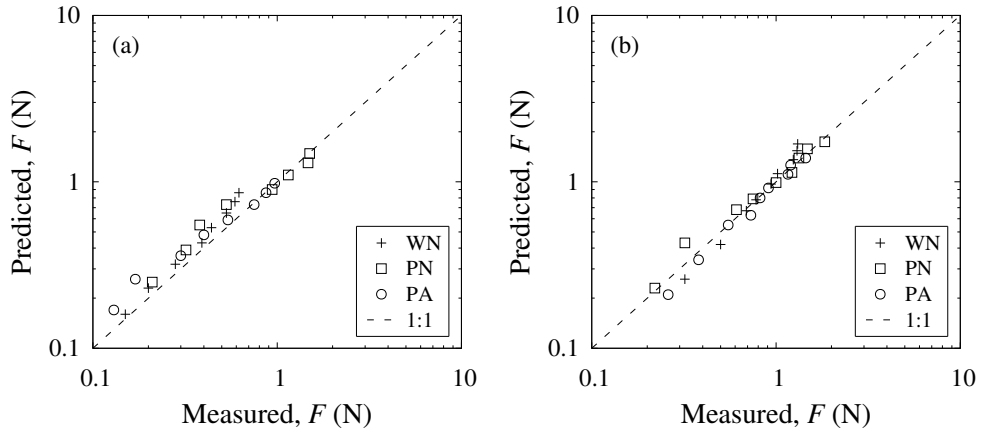 10
1
0.1
Predicted, F (N)
(a)
WN
PN
PA
1:1
0.1
1
10
Measured, F (N)
10
1
0.1
Predicted, F (N)
(b)
WN
PN
PA
1:1
0.1
1
10
Measured, F (N)